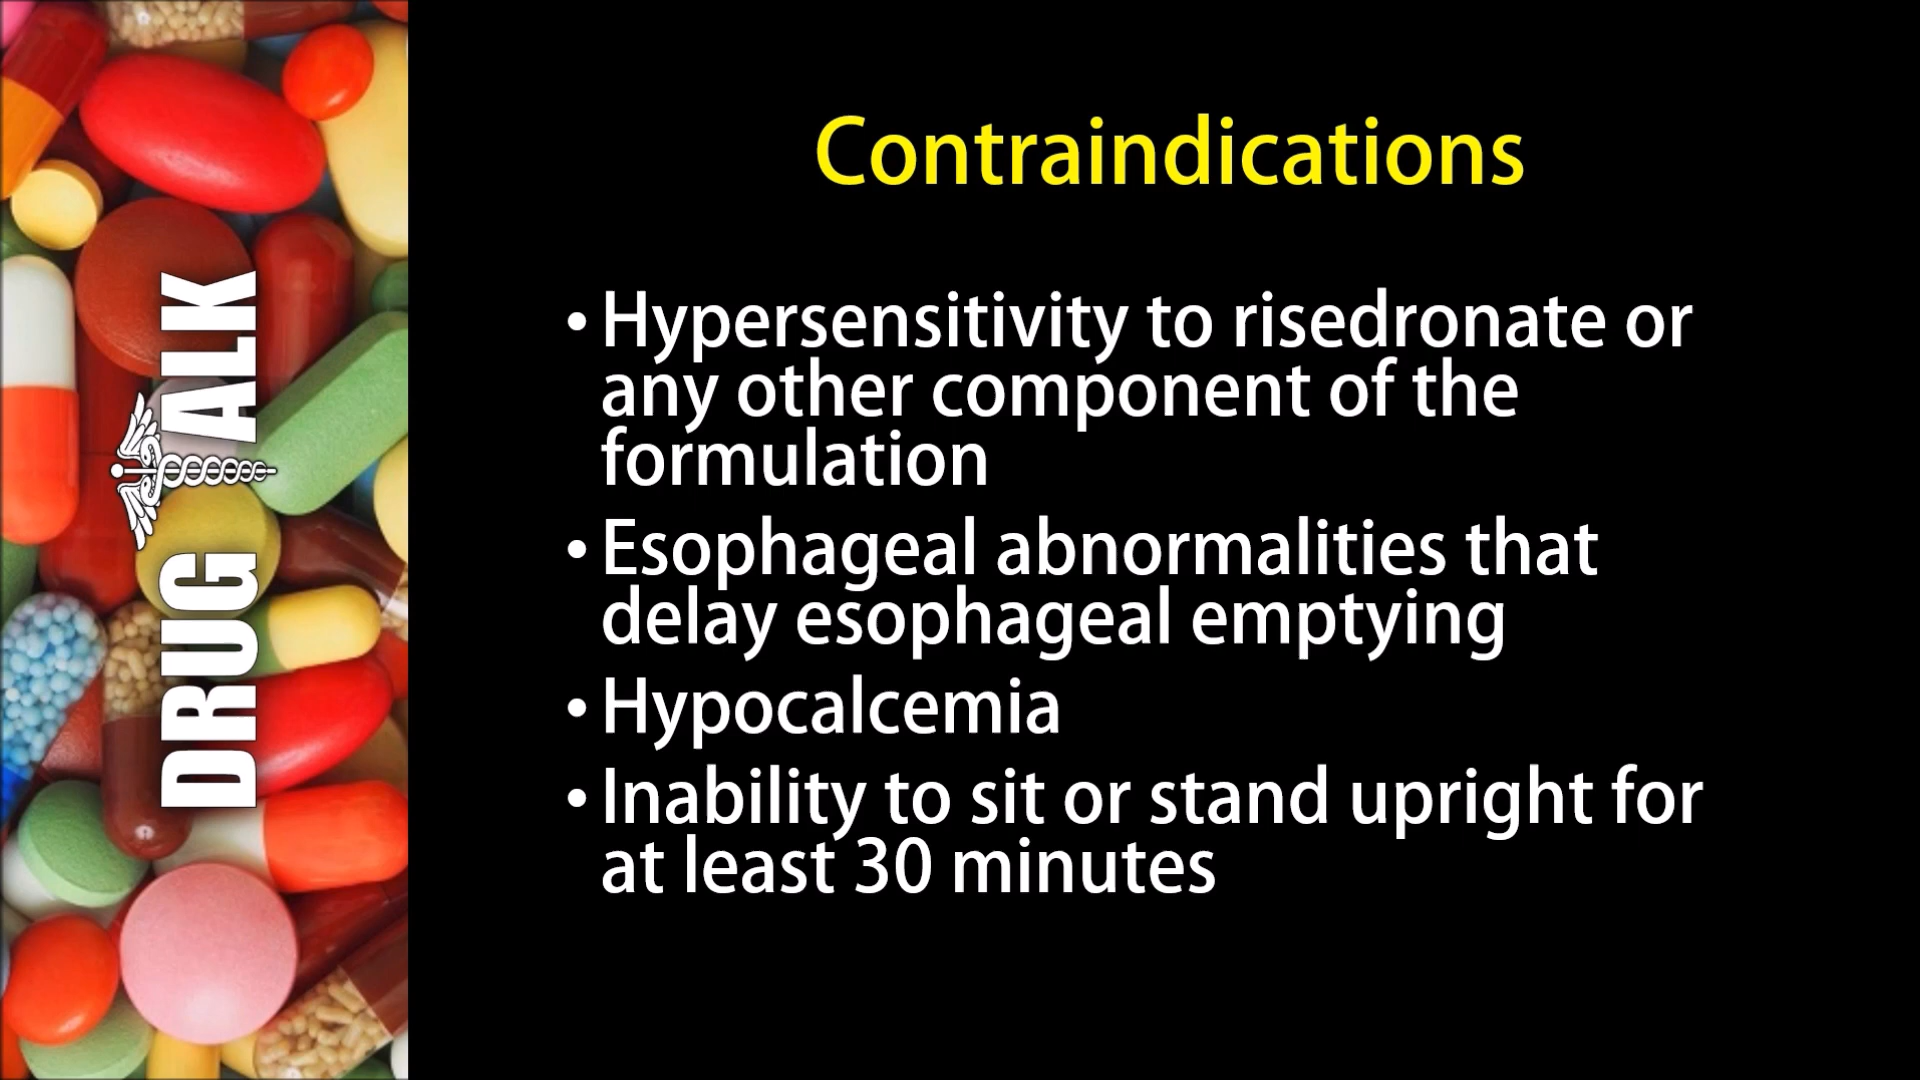 DRUG TALK
Contraindications
• Hypersensitivity to risedronate or
any other component of the
formulation
• Esophageal abnormalities that
delay esophageal emptying
• Hypocalcemia
• Inability to sit or stand upright for
at least 30 minutes